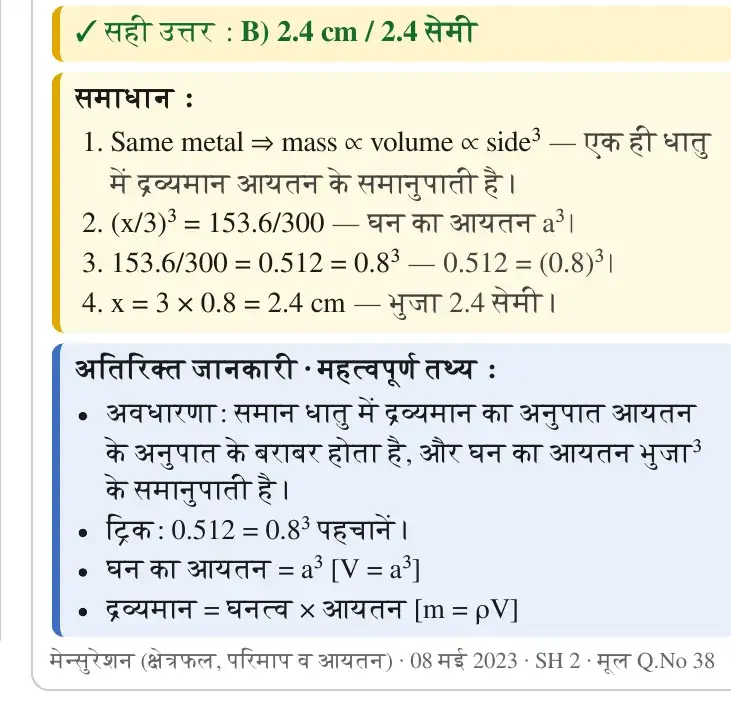 ✓ सही उत्तर : B) 2.4 cm / 2.4 सेमी
समाधान :
1. Same metal ⇒ mass ∝ volume ∝ side³ — एक ही धातु
में द्रव्यमान आयतन के समानुपाती है।
2. (x/3)³ = 153.6/300 — घन का आयतन a³।
3. 153.6/300 = 0.512 = 0.8³ — 0.512 = (0.8)³।
4. x = 3 × 0.8 = 2.4 cm — भुजा 2.4 सेमी।
अतिरिक्त जानकारी · महत्वपूर्ण तथ्य :
• अवधारणा : समान धातु में द्रव्यमान का अनुपात आयतन
के अनुपात के बराबर होता है, और घन का आयतन भुजा³
के समानुपाती है।
• ट्रिक : 0.512 = 0.8³ पहचानें।
• घन का आयतन = a³ [V = a³]
• द्रव्यमान = घनत्व × आयतन [m = ρV]
मेन्सुरेशन (क्षेत्रफल, परिमाप व आयतन) · 08 मई 2023 · SH 2 · मूल Q.No 38